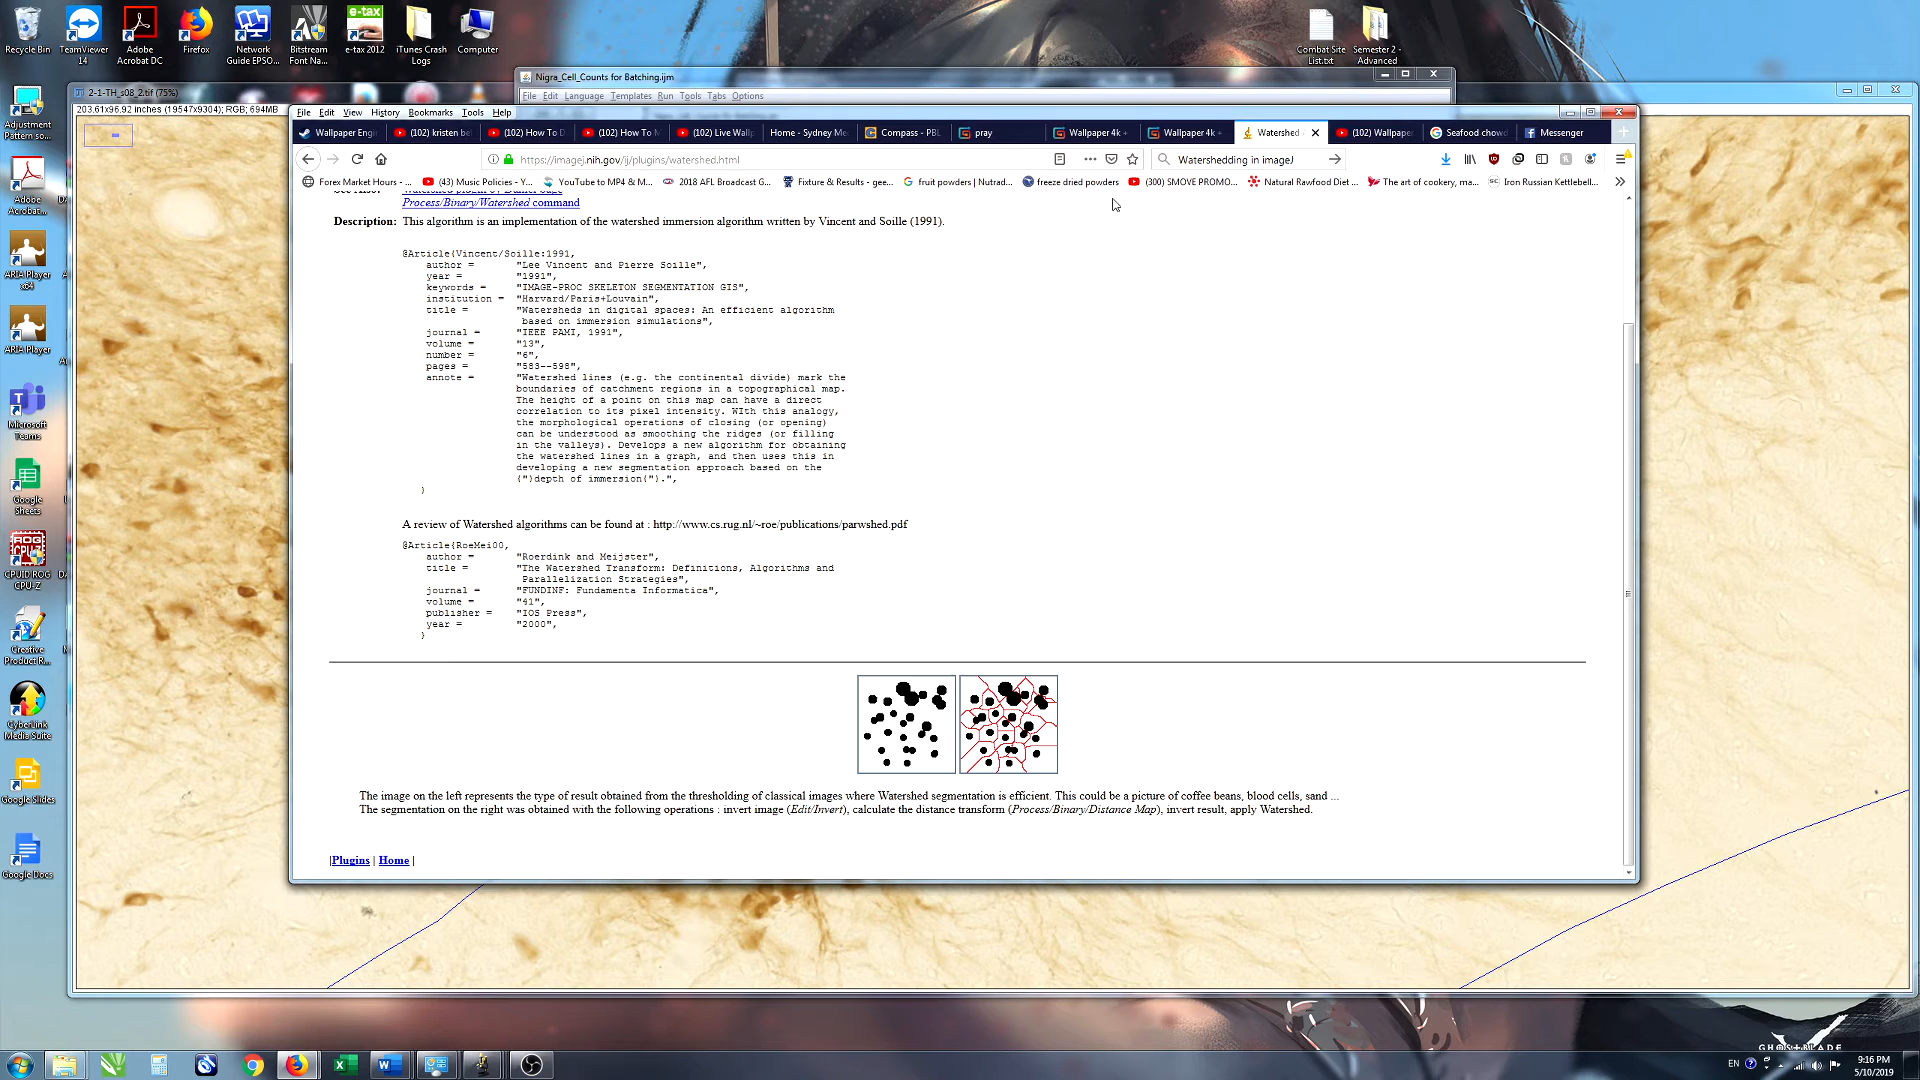 Recycle Bin
TeamViewer 14
Adobe Acrobat DC
Firefox
Network Guide EPSO...
Bitstream Font Na...
e-tax 2012
iTunes Crash Logs
Computer
Combat Site List.txt
Semester 2 - Advanced
Nigra_Cell_Counts for Batching.ijm
File Edit Language Templates Run Tools Tabs Options
2-1-TH_s08_2.tif (75%)
203.61x96.92 inches (19547x9304); RGB; 694MB
File Edit View History Bookmarks Tools Help
Wallpaper Engi
(102) kristen bel
(102) How To D
(102) How To M
(102) Live Wallp
Home - Sydney Me
Compass - PBL
pray
Wallpaper 4k +
Wallpaper 4k +
Watershed
(102) Wallpaper
Seafood chowd
Messenger
https://imagej.nih.gov/ij/plugins/watershed.html
Watershedding in imageJ
Forex Market Hours - ...
(43) Music Policies - Y...
YouTube to MP4 & M...
2018 AFL Broadcast G...
Fixture & Results - gee...
fruit powders | Nutrad...
freeze dried powders
(300) SMOVE PROMO...
Natural Rawfood Diet ...
The art of cookery, ma...
Iron Russian Kettlebell...
Process/Binary/Watershed command
Description: This algorithm is an implementation of the watershed immersion algorithm written by Vincent and Soille (1991).
@Article(Vincent/Soille:1991,
author = "Lee Vincent and Pierre Soille",
year = "1991",
keywords = "IMAGE-PROC SKELETON SEGMENTATION GIS",
institution = "Harvard/Paris+Louvain",
title = "Watersheds in digital spaces: An efficient algorithm
based on immersion simulations",
journal = "IEEE PAMI, 1991",
volume = "13",
number = "6",
pages = "583--598",
annote = "Watershed lines (e.g. the continental divide) mark the
boundaries of catchment regions in a topographical map.
The height of a point on this map can have a direct
correlation to its pixel intensity. WIth this analogy,
the morphological operations of closing (or opening)
can be understood as smoothing the ridges (or filling
in the valleys). Develops a new algorithm for obtaining
the watershed lines in a graph, and then uses this in
developing a new segmentation approach based on the
{")depth of immersion{").",
}
A review of Watershed algorithms can be found at : http://www.cs.rug.nl/~roe/publications/parwshed.pdf
@Article{RoeMei00,
author = "Roerdink and Meijster",
title = "The Watershed Transform: Definitions, Algorithms and
Parallelization Strategies",
journal = "FUNDINF: Fundamenta Informatica",
volume = "41",
publisher = "IOS Press",
year = "2000",
}
The image on the left represents the type of result obtained from the thresholding of classical images where Watershed segmentation is efficient. This could be a picture of coffee beans, blood cells, sand ...
The segmentation on the right was obtained with the following operations : invert image (Edit/Invert), calculate the distance transform (Process/Binary/Distance Map), invert result, apply Watershed.
|Plugins | Home |
Adjustment Pattern so...
Adobe Acrobat...
ARIA Player x64
ARIA Player
Microsoft Teams
Google Sheets
CPUID ROG CPU-Z
Creative Product R...
CyberLink Media Suite
Google Slides
Google Docs
GHOSTBLADE
EN
9:16 PM
5/10/2019